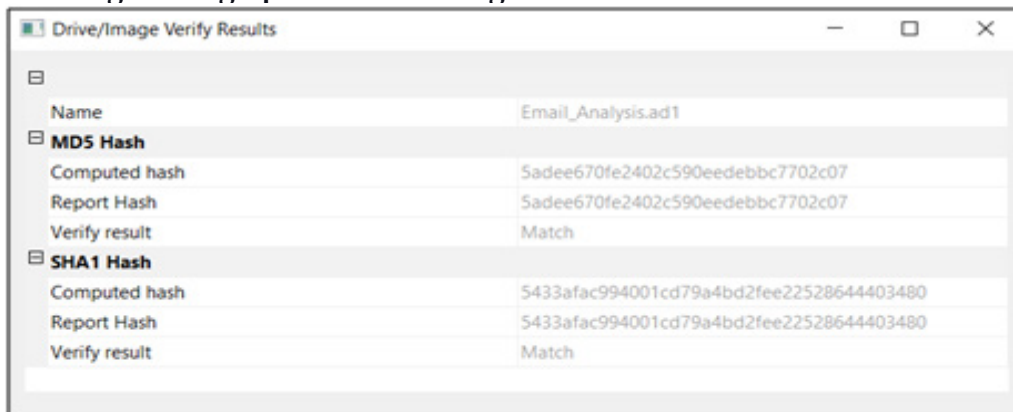 Drive/Image Verify Results
Name Email_Analysis.ad1
MD5 Hash
Computed hash 5adee670fe2402c590eedebbc7702c07
Report Hash 5adee670fe2402c590eedebbc7702c07
Verify result Match
SHA1 Hash
Computed hash 5433afac994001cd79a4bd2fee22528644403480
Report Hash 5433afac994001cd79a4bd2fee22528644403480
Verify result Match